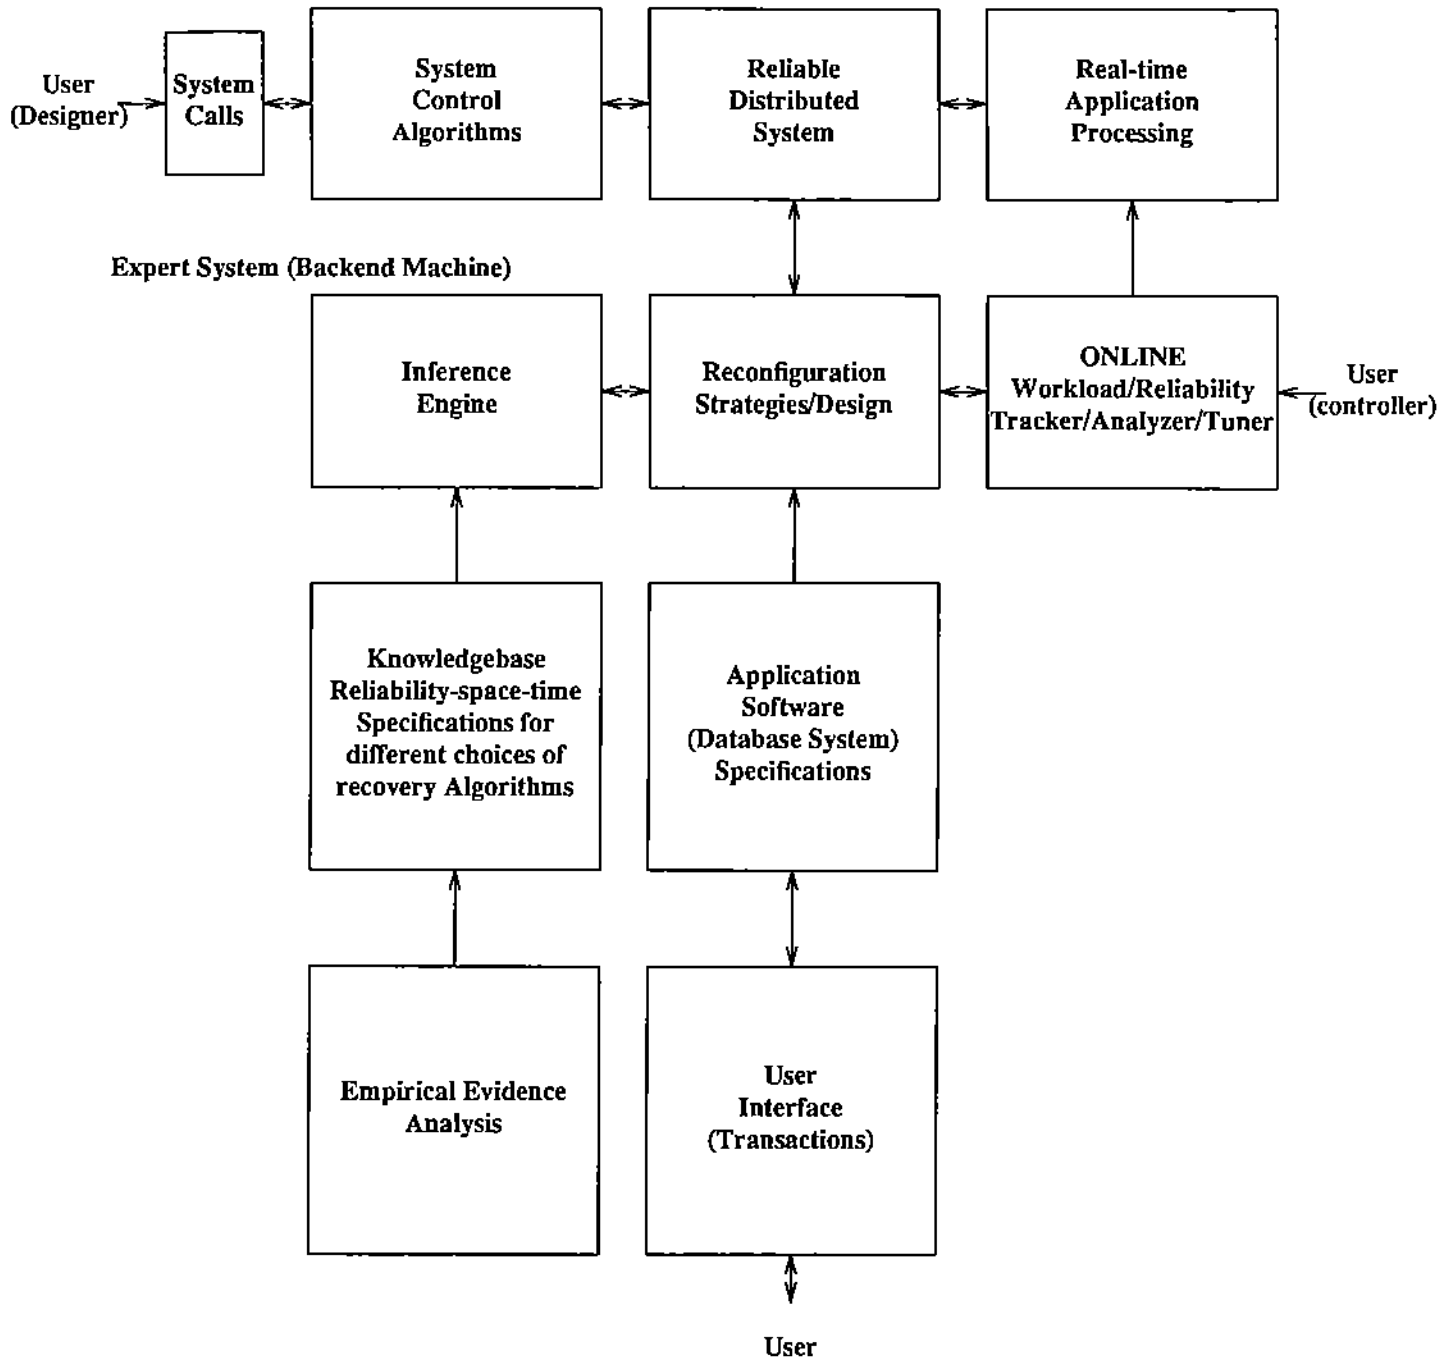 User
(Designer)
System
Calls
System
Control
Algorithms
Reliable
Distributed
System
Real-time
Application
Processing
Expert System (Backend Machine)
Inference
Engine
Reconfiguration
Strategies/Design
ONLINE
Workload/Reliability
Tracker/Analyzer/Tuner
User
(controller)
Knowledgebase
Reliability-space-time
Specifications for
different choices of
recovery Algorithms
Application
Software
(Database System)
Specifications
Empirical Evidence
Analysis
User
Interface
(Transactions)
User